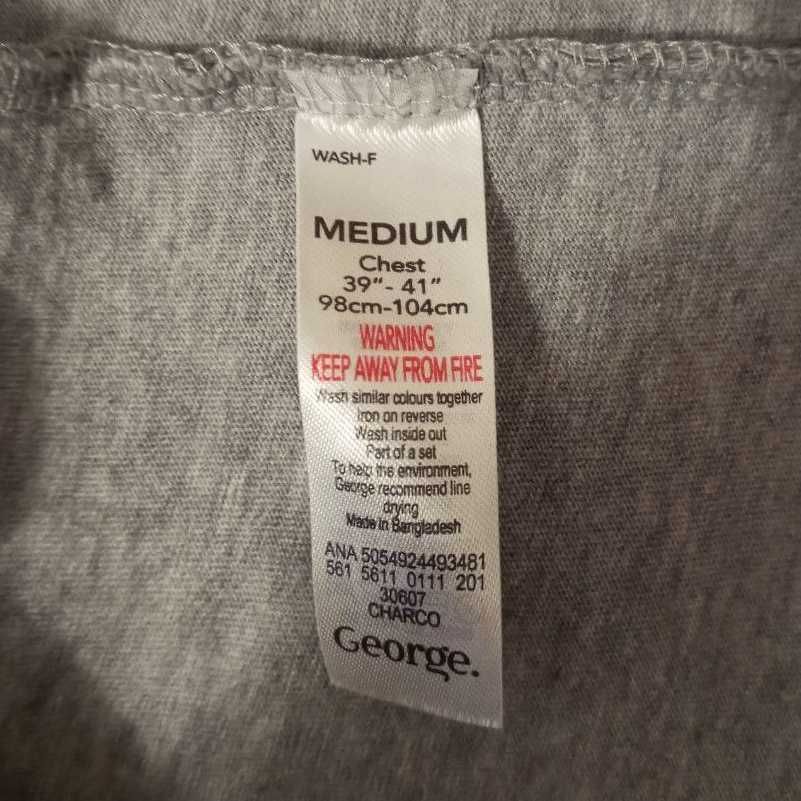 WASH-F
MEDIUM
Chest
39"- 41"
98cm-104cm
WARNING
KEEP AWAY FROM FIRE
Wash similar colours together
Iron on reverse
Wash inside out
Part of a set
To help the environment,
George recommend line
drying
Made in Bangladesh
ANA 5054924493481
561 5611 0111 201
30607
CHARCO
George.